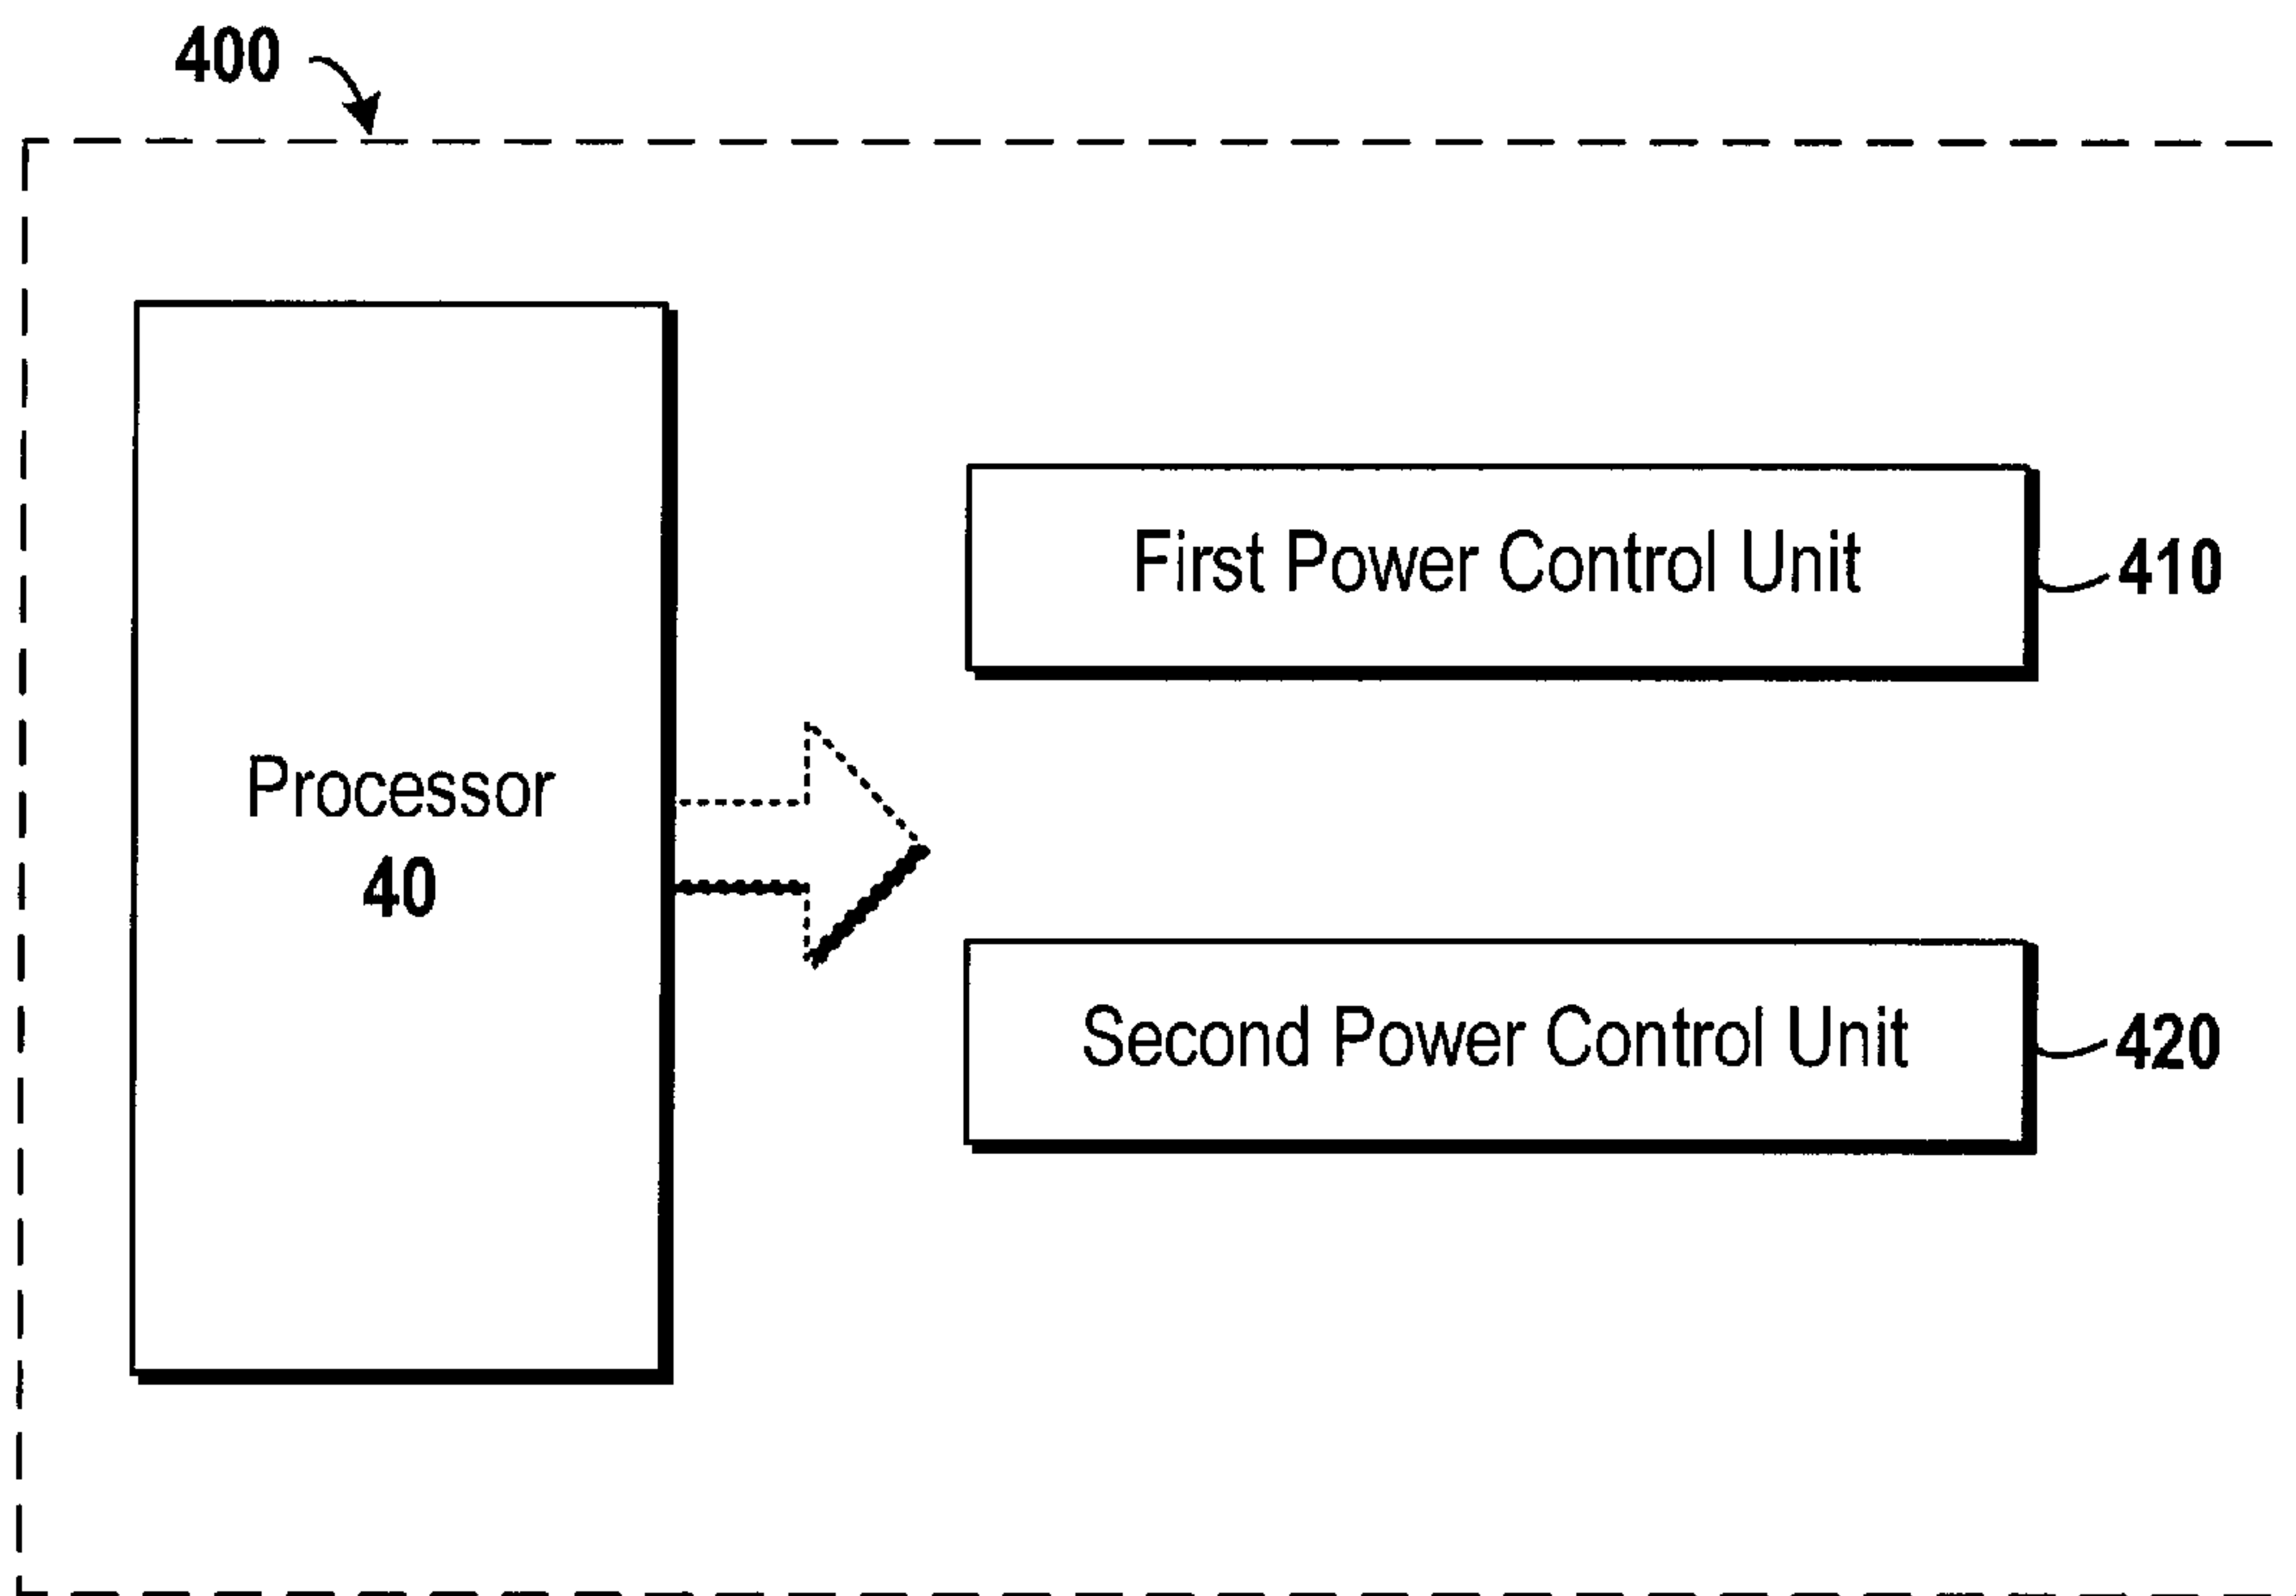 400
First Power Control Unit
410
Processor
40
Second Power Control Unit
420